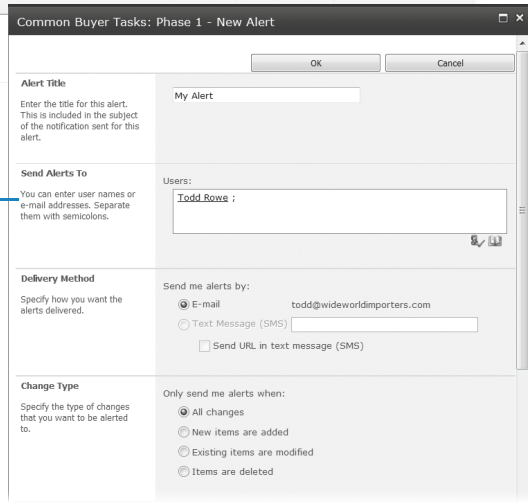 Common Buyer Tasks: Phase 1 - New Alert
OK Cancel
Alert Title
Enter the title for this alert.
This is included in the subject
of the notification sent for this
alert.
My Alert
Send Alerts To
You can enter user names or
e-mail addresses. Separate
them with semicolons.
Users:
Todd Rowe ;
Delivery Method
Specify how you want the
alerts delivered.
Send me alerts by:
E-mail todd@wideworldimporters.com
Text Message (SMS)
Send URL in text message (SMS)
Change Type
Specify the type of changes
that you want to be alerted
to.
Only send me alerts when:
All changes
New items are added
Existing items are modified
Items are deleted